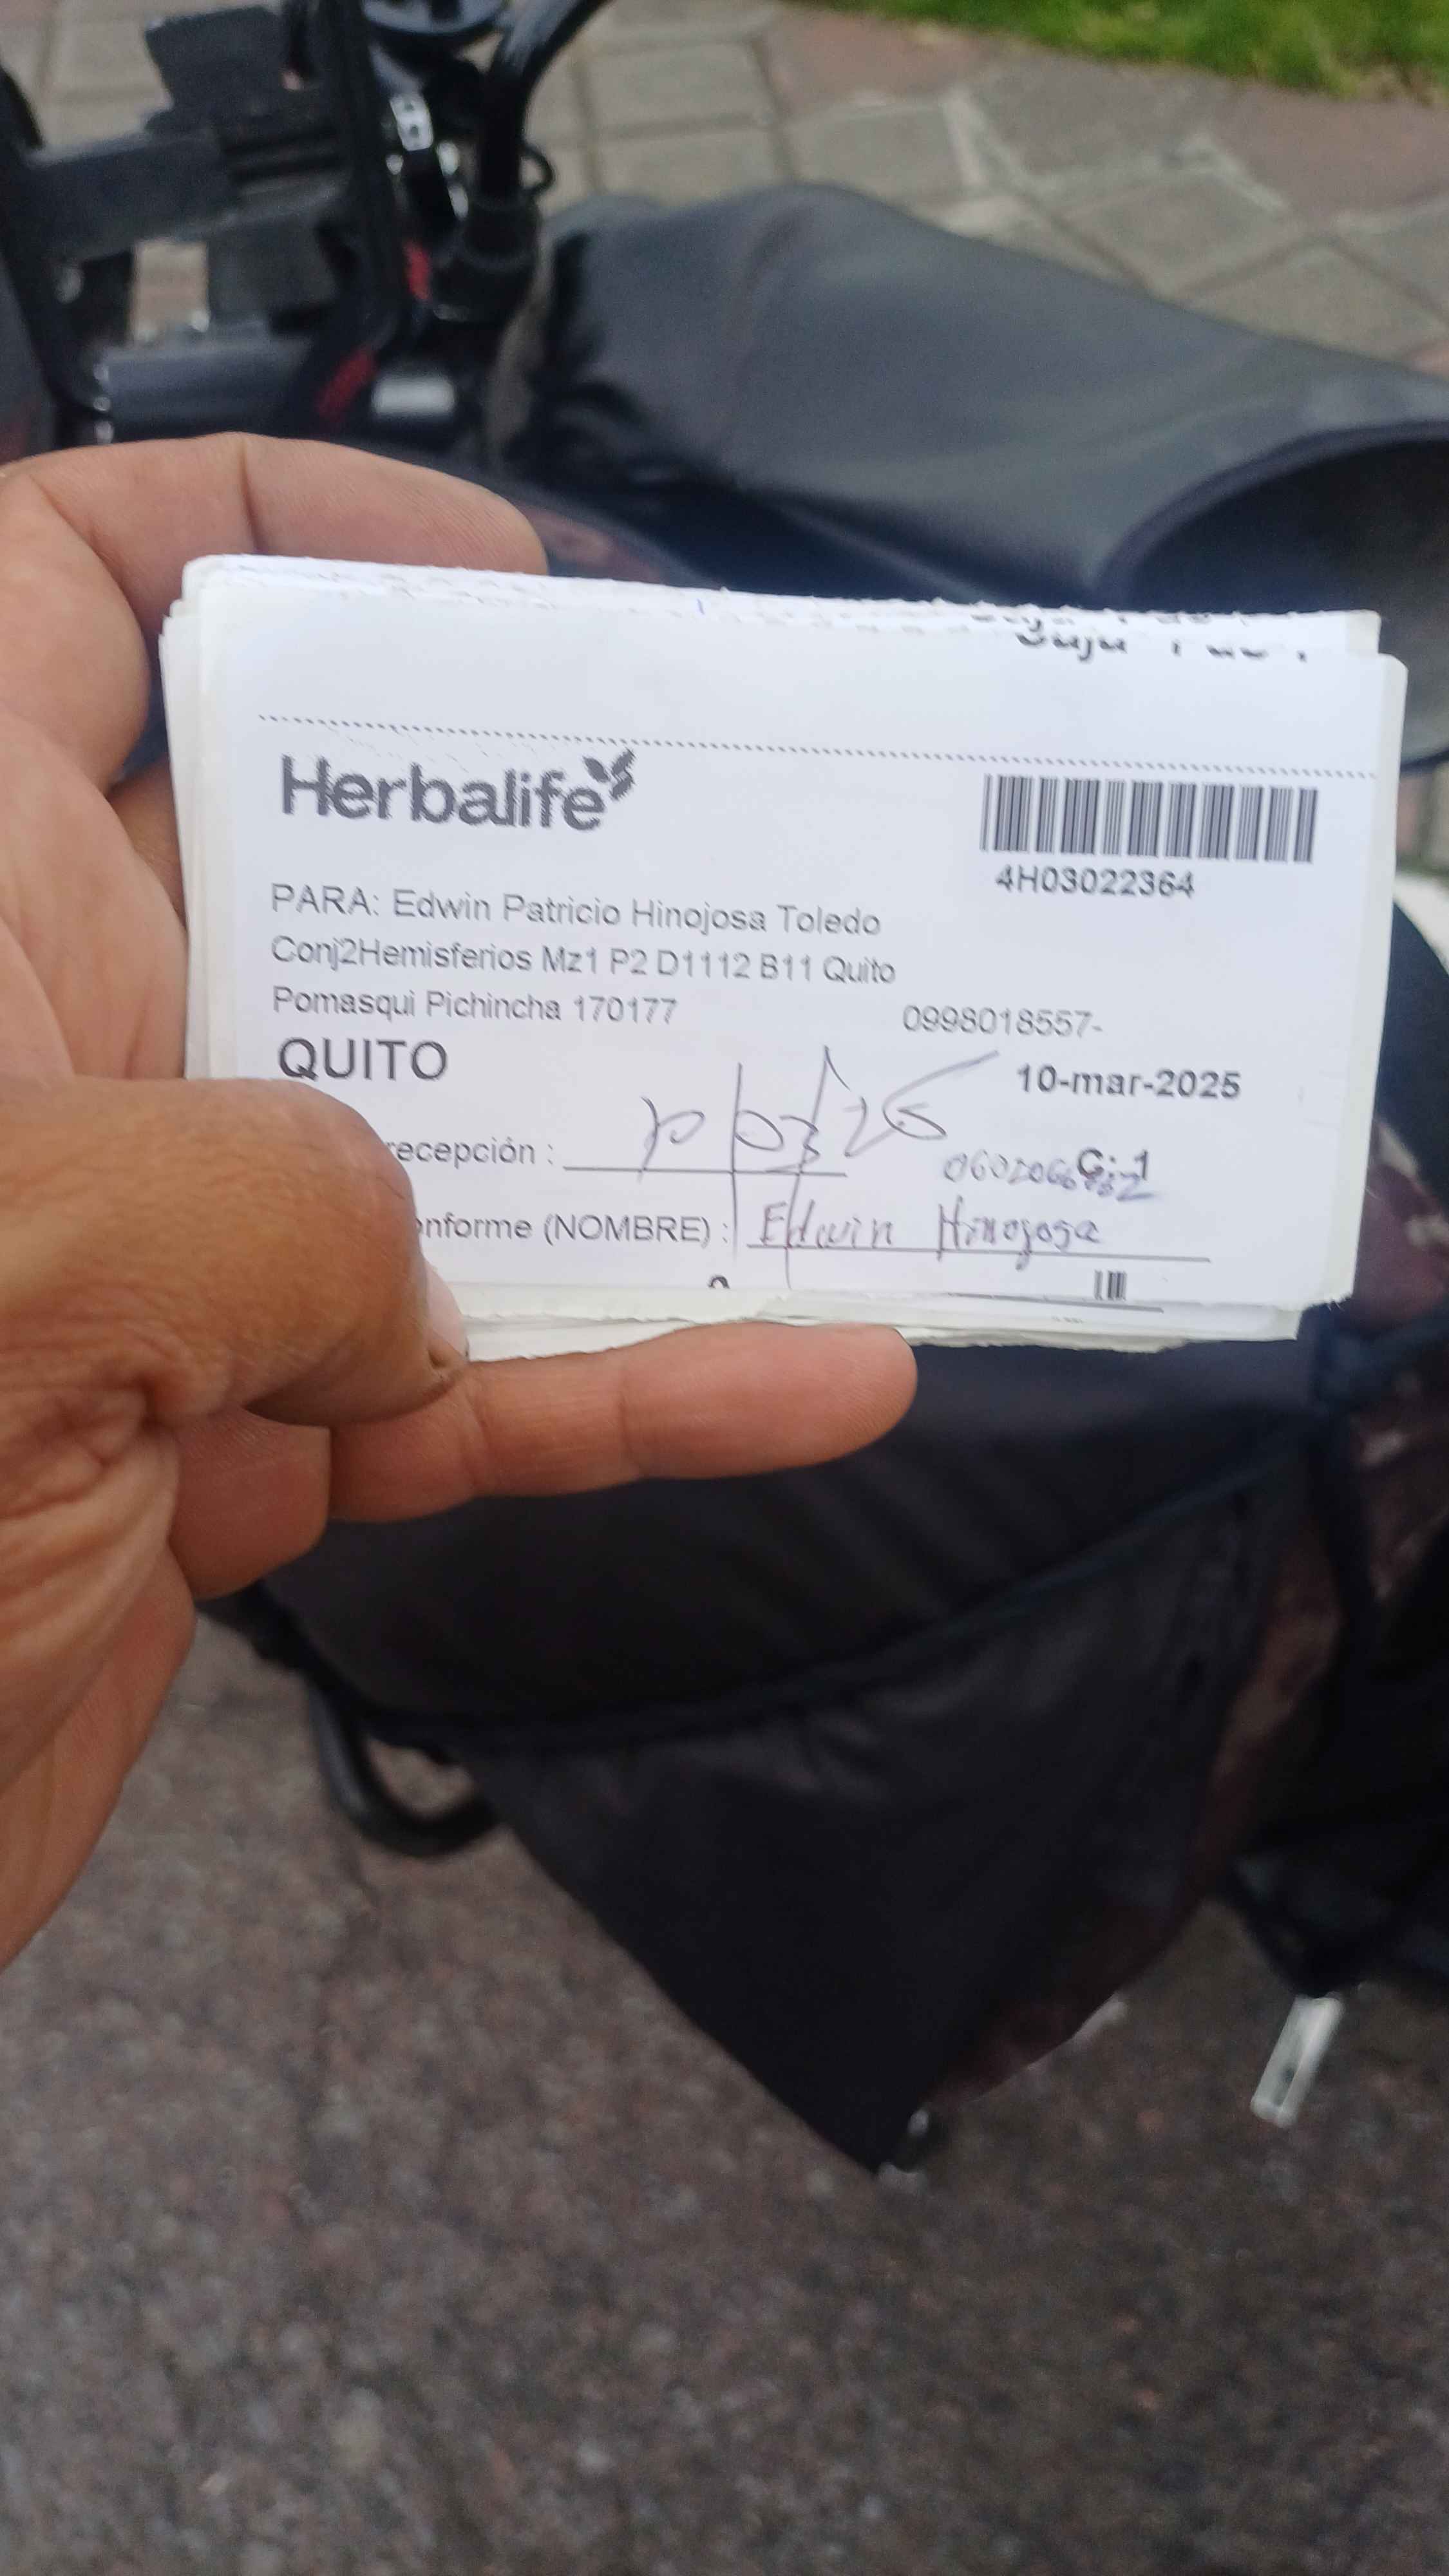 Herbalife
4H03022364
PARA: Edwin Patricio Hinojosa Toledo
Conj2Hemisferios Mz1 P2 D1112 B11 Quito
Pomasqui Pichincha 170177 0998018557-
QUITO
10-mar-2025
ecepción :
C: 1
onforme (NOMBRE) : Edwin Hinojosa